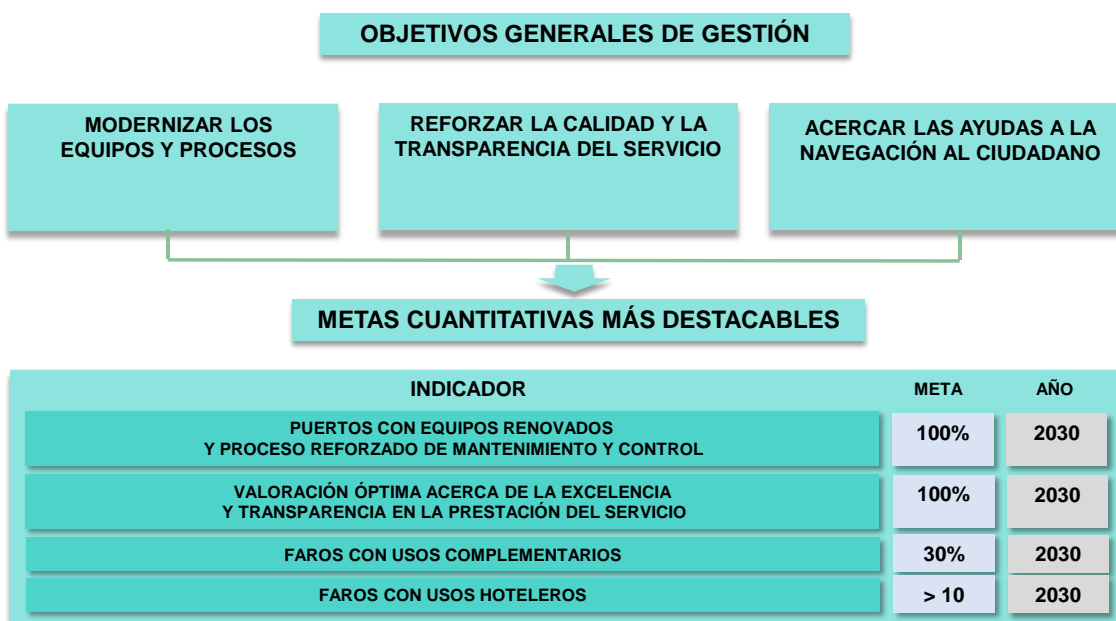 OBJETIVOS GENERALES DE GESTIÓN
MODERNIZAR LOS
EQUIPOS Y PROCESOS
REFORZAR LA CALIDAD Y LA
TRANSPARENCIA DEL SERVICIO
ACERCAR LAS AYUDAS A LA
NAVEGACIÓN AL CIUDADANO
METAS CUANTITATIVAS MÁS DESTACABLES
INDICADOR META AÑO
PUERTOS CON EQUIPOS RENOVADOS
Y PROCESO REFORZADO DE MANTENIMIENTO Y CONTROL
100% 2030
VALORACIÓN ÓPTIMA ACERCA DE LA EXCELENCIA
Y TRANSPARENCIA EN LA PRESTACIÓN DEL SERVICIO
100% 2030
FAROS CON USOS COMPLEMENTARIOS 30% 2030
FAROS CON USOS HOTELEROS > 10 2030